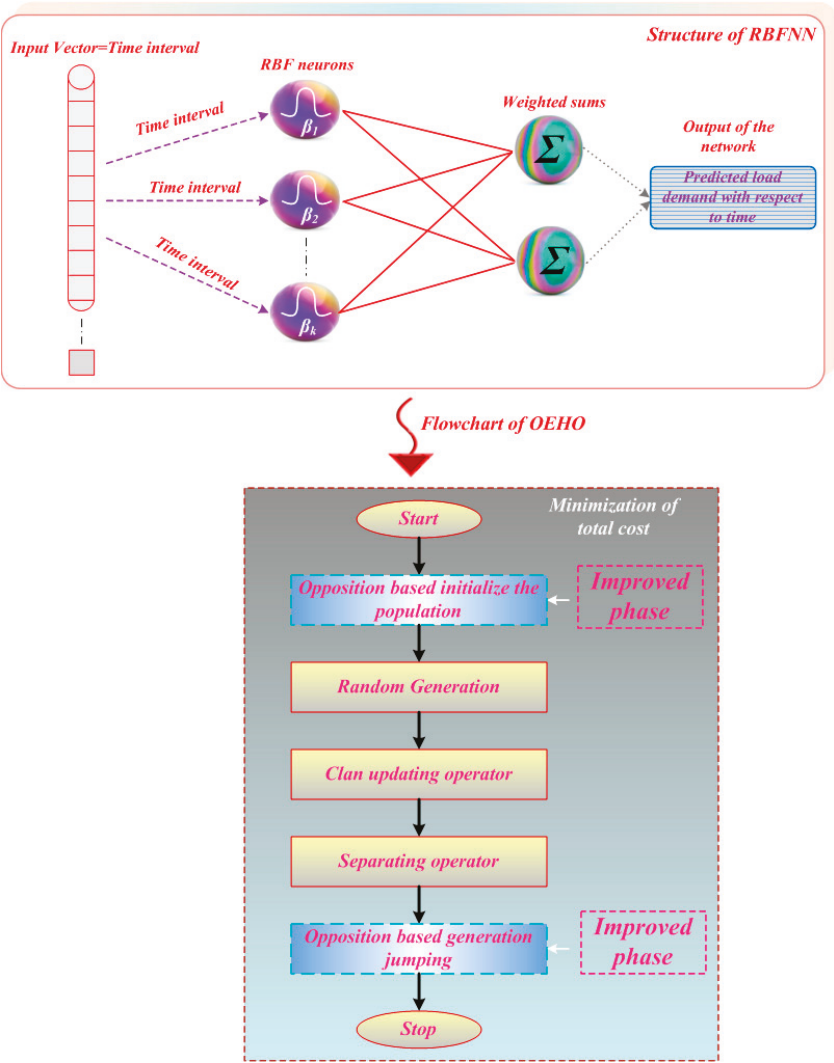 Structure of RBFNN
Input Vector=Time interval
RBF neurons
Time interval
Time interval
Time interval
β1
β2
βk
Weighted sums
Σ
Σ
Output of the
network
Predicted load
demand with respect
to time
Flowchart of OEHO
Minimization of
total cost
Start
Opposition based initialize the
population
Improved
phase
Random Generation
Clan updating operator
Separating operator
Opposition based generation
jumping
Improved
phase
Stop